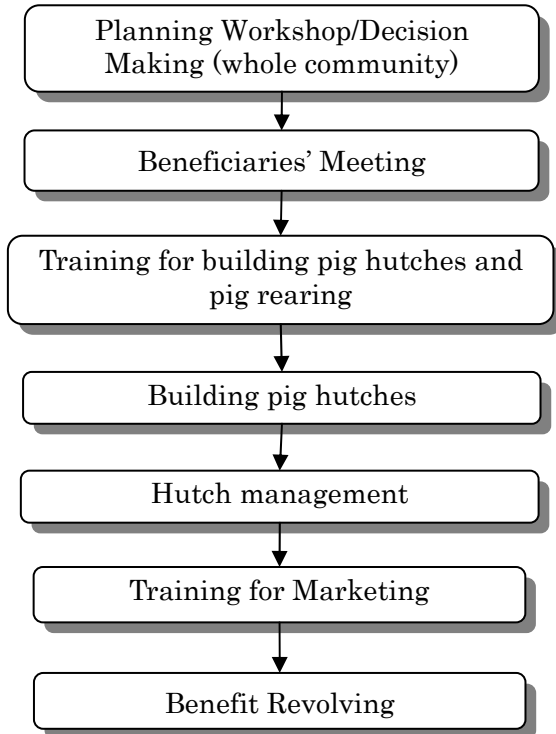 Planning Workshop/Decision
Making (whole community)
Beneficiaries’ Meeting
Training for building pig hutches and
pig rearing
Building pig hutches
Hutch management
Training for Marketing
Benefit Revolving